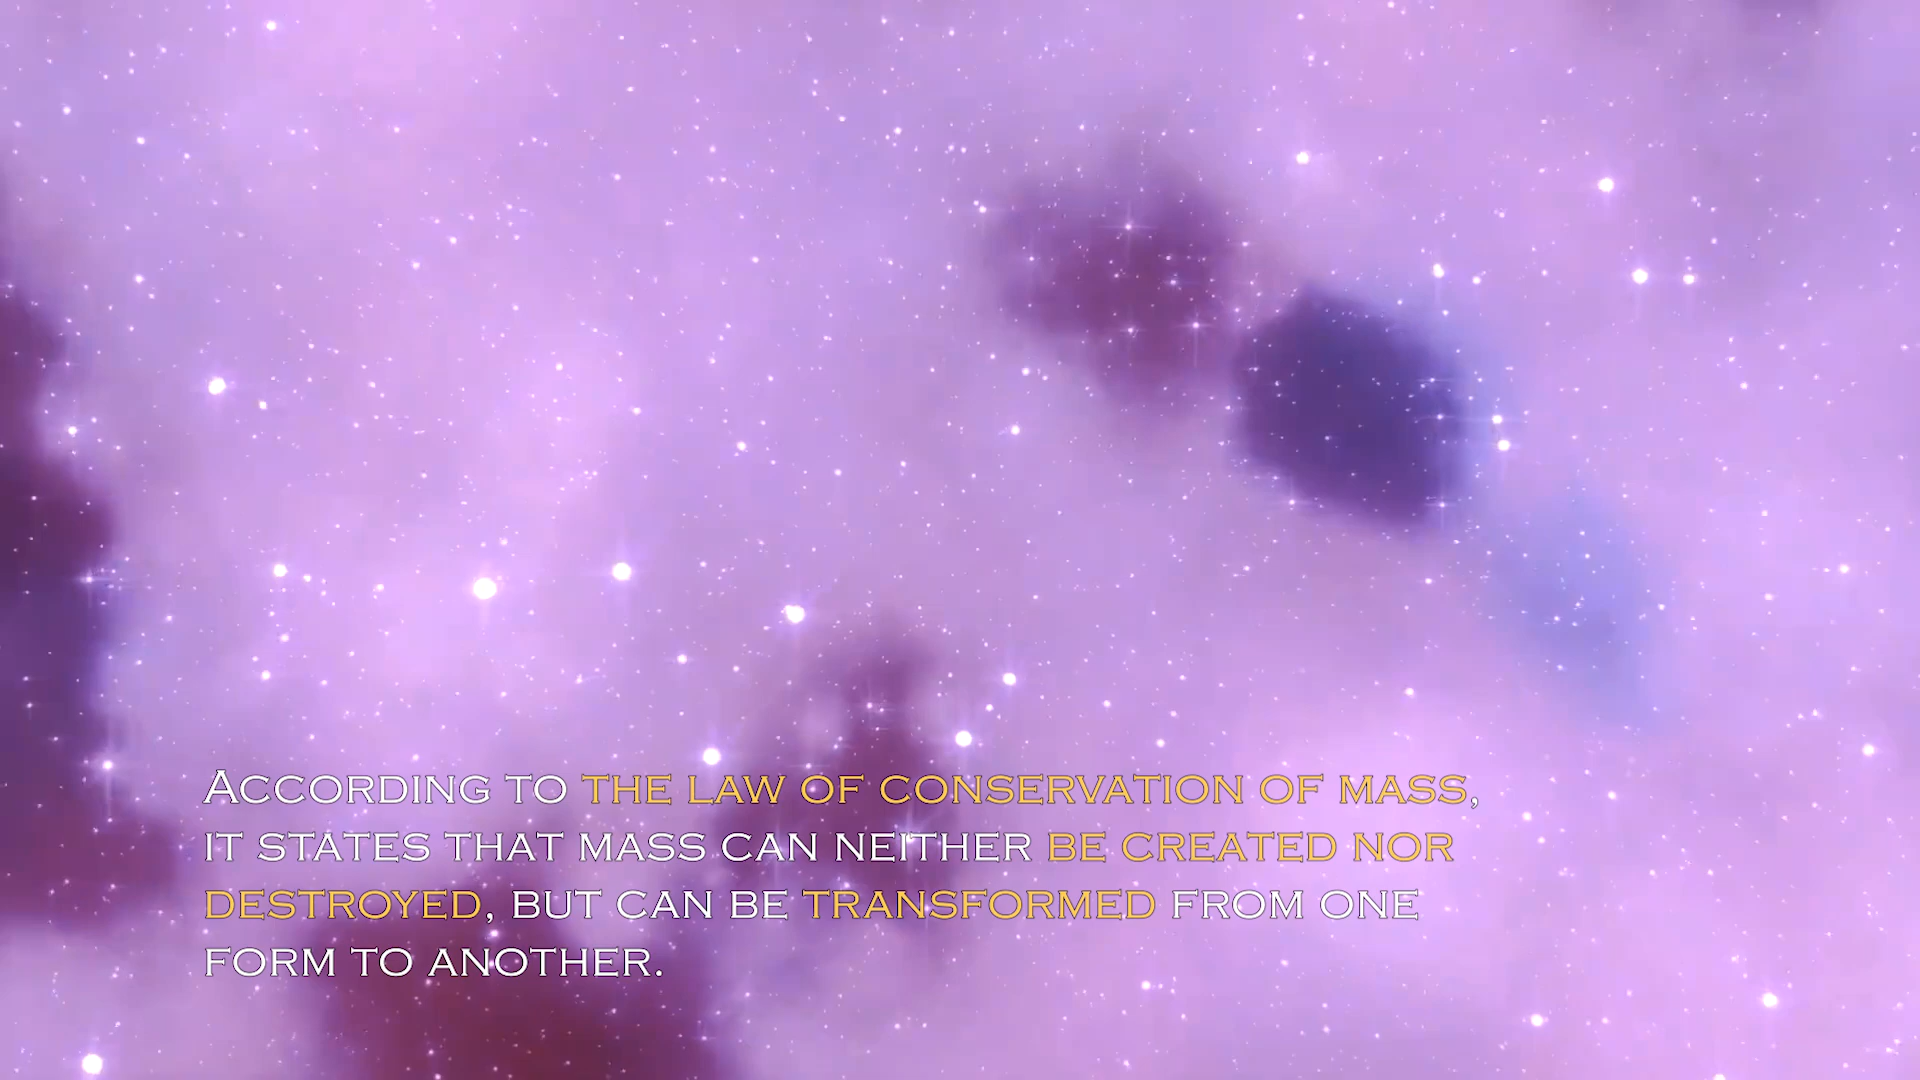 According to the law of conservation of mass,
it states that mass can neither be created nor
destroyed, but can be transformed from one
form to another.